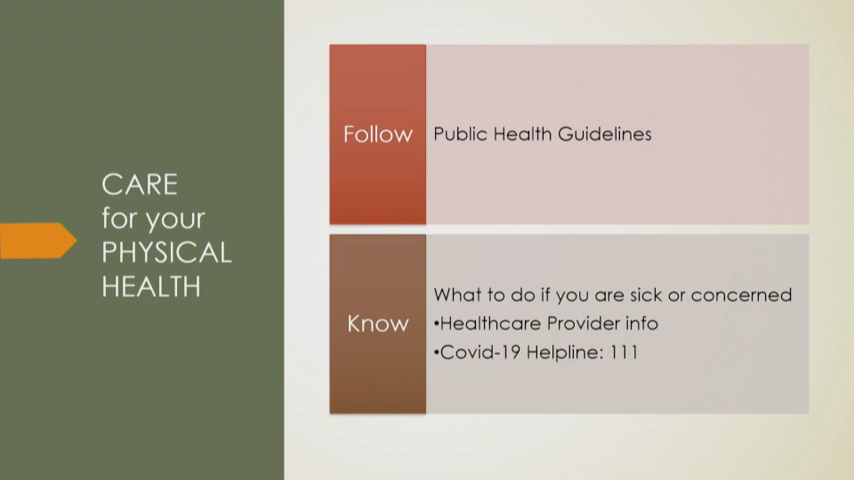 CARE
for your
PHYSICAL
HEALTH
Follow
Public Health Guidelines
Know
What to do if you are sick or concerned
•Healthcare Provider info
•Covid-19 Helpline: 111